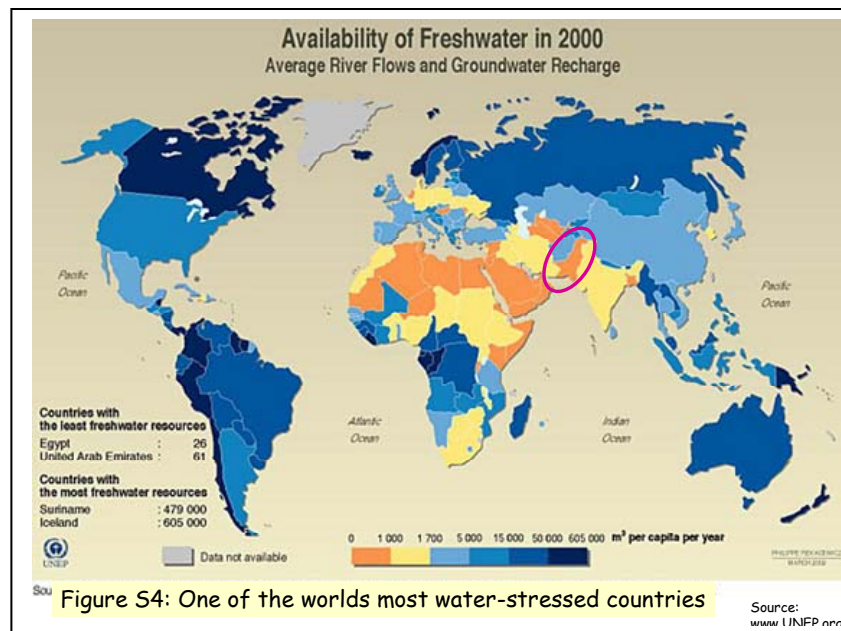 Availability of Freshwater in 2000
Average River Flows and Groundwater Recharge
Pacific
Ocean
Pacific
Ocean
Atlantic
Ocean
Indian
Ocean
Countries with
the least freshwater resources
Egypt : 26
United Arab Emirates : 61
Countries with
the most freshwater resources
Suriname : 479 000
Iceland : 605 000
0 1 000 1 700 5 000 15 000 50 000 605 000 m³ per capita per year
UNEP
Data not available
Sou
Figure S4: One of the worlds most water-stressed countries
Source:
www.UNEP.org